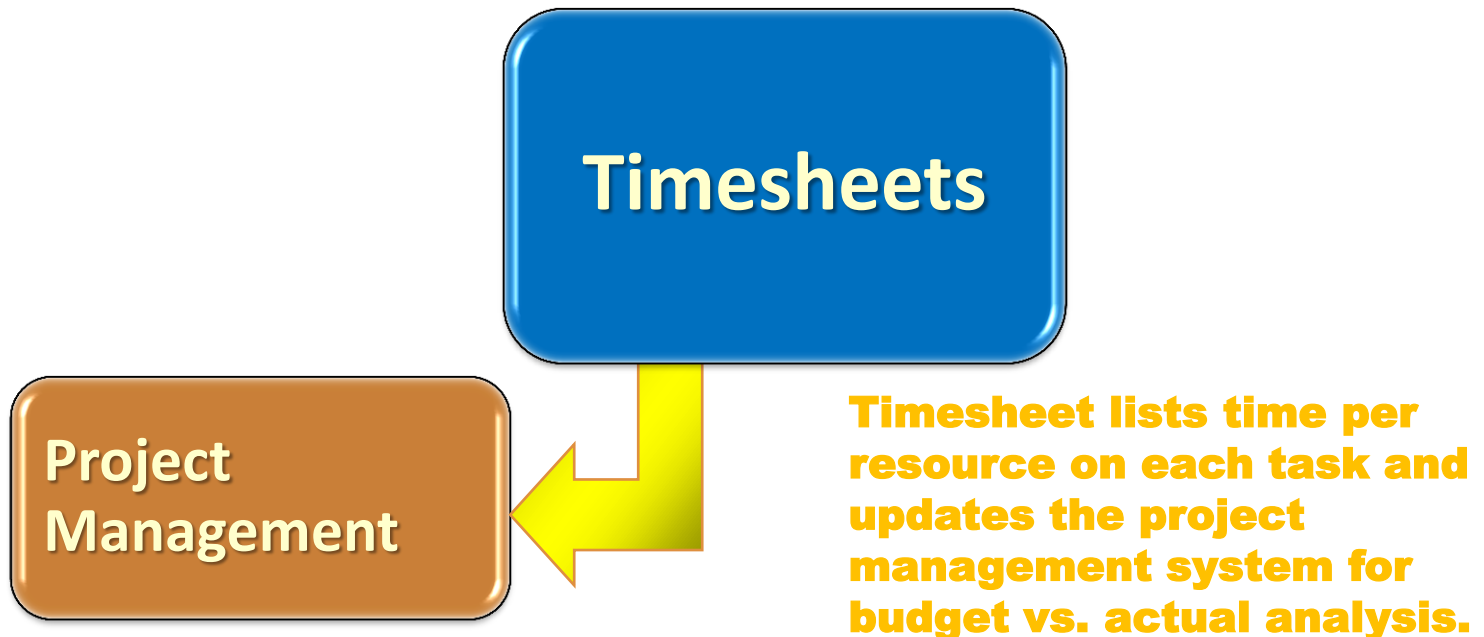 Timesheets
Project
Management
Timesheet lists time per
resource on each task and
updates the project
management system for
budget vs. actual analysis.